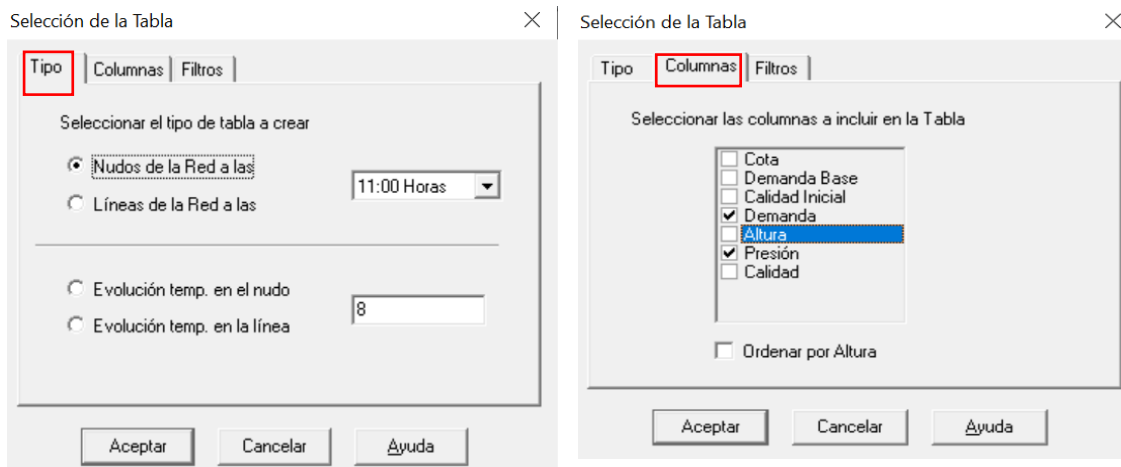 Selección de la Tabla
Tipo Columnas Filtros
Seleccionar el tipo de tabla a crear
Nudos de la Red a las
11:00 Horas
Líneas de la Red a las
Evolución temp. en el nudo
8
Evolución temp. en la línea
Aceptar Cancelar Ayuda
Selección de la Tabla
Tipo Columnas Filtros
Seleccionar las columnas a incluir en la Tabla
Cota
Demanda Base
Calidad Inicial
Demanda
Altura
Presión
Calidad
Ordenar por Altura
Aceptar Cancelar Ayuda